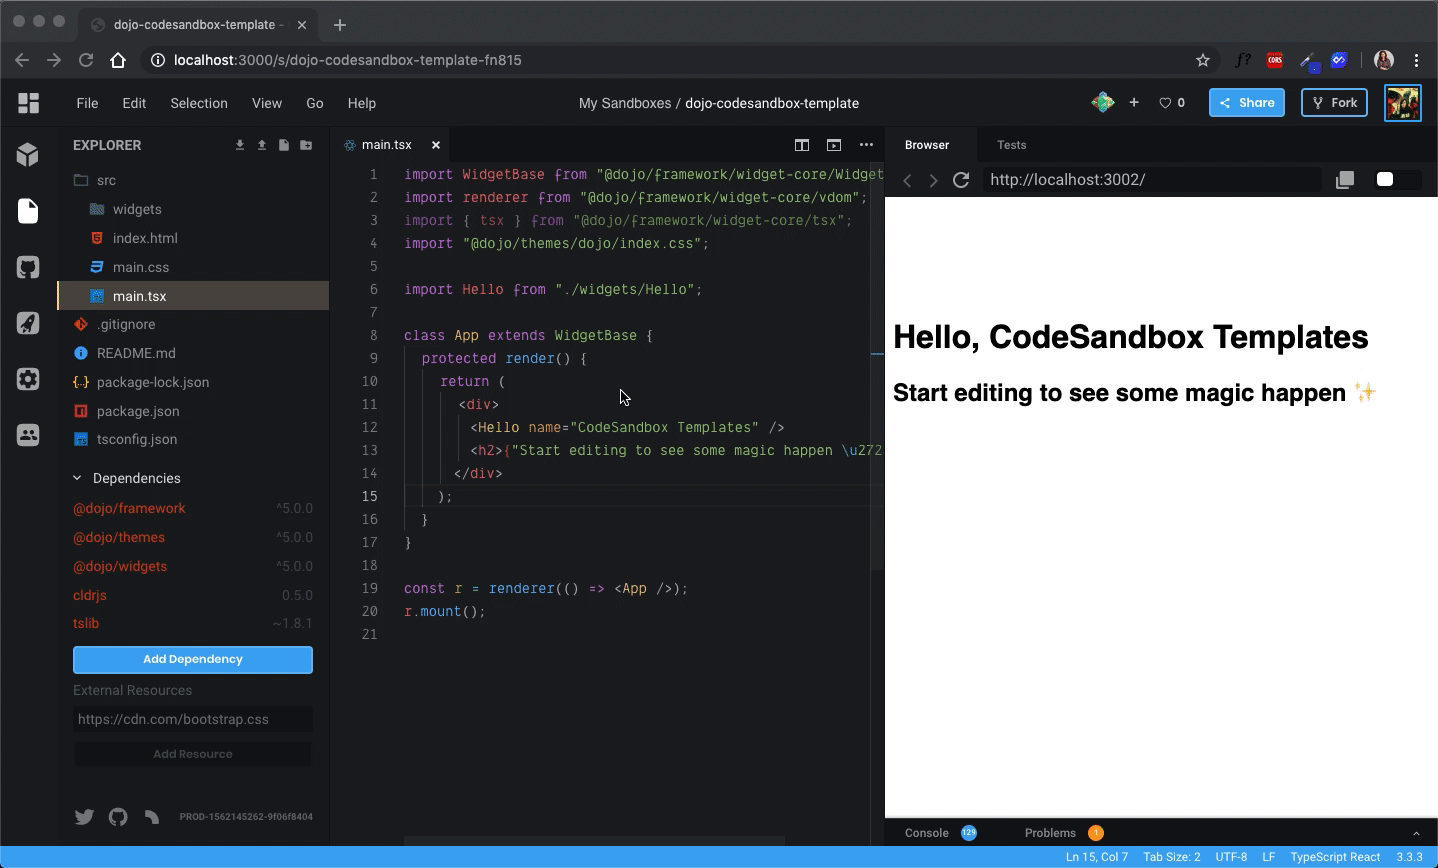 dojo-codesandbox-template -
localhost:3000/s/dojo-codesandbox-template-fn815
f?
CORS
File Edit Selection View Go Help
My Sandboxes / dojo-codesandbox-template
0
Share
Fork
EXPLORER
src
widgets
index.html
main.css
main.tsx
.gitignore
README.md
package-lock.json
package.json
tsconfig.json
Dependencies
@dojo/framework ^5.0.0
@dojo/themes ^5.0.0
@dojo/widgets ^5.0.0
cldrjs 0.5.0
tslib ~1.8.1
Add Dependency
External Resources
https://cdn.com/bootstrap.css
Add Resource
PROD-1562145262-9f06f8404
main.tsx
1 import WidgetBase from "@dojo/framework/widget-core/Widget
2 import renderer from "@dojo/framework/widget-core/vdom";
3 import { tsx } from "@dojo/framework/widget-core/tsx";
4 import "@dojo/themes/dojo/index.css";
5
6 import Hello from "./widgets/Hello";
7
8 class App extends WidgetBase {
9 protected render() {
10 return (
11 <div>
12 <Hello name="CodeSandbox Templates" />
13 <h2>{"Start editing to see some magic happen \u272
14 </div>
15 );
16 }
17 }
18
19 const r = renderer(() => <App />);
20 r.mount();
21
Browser Tests
http://localhost:3002/
Hello, CodeSandbox Templates
Start editing to see some magic happen ✨
Console 129 Problems 1
Ln 15, Col 7 Tab Size: 2 UTF-8 LF TypeScript React 3.3.3